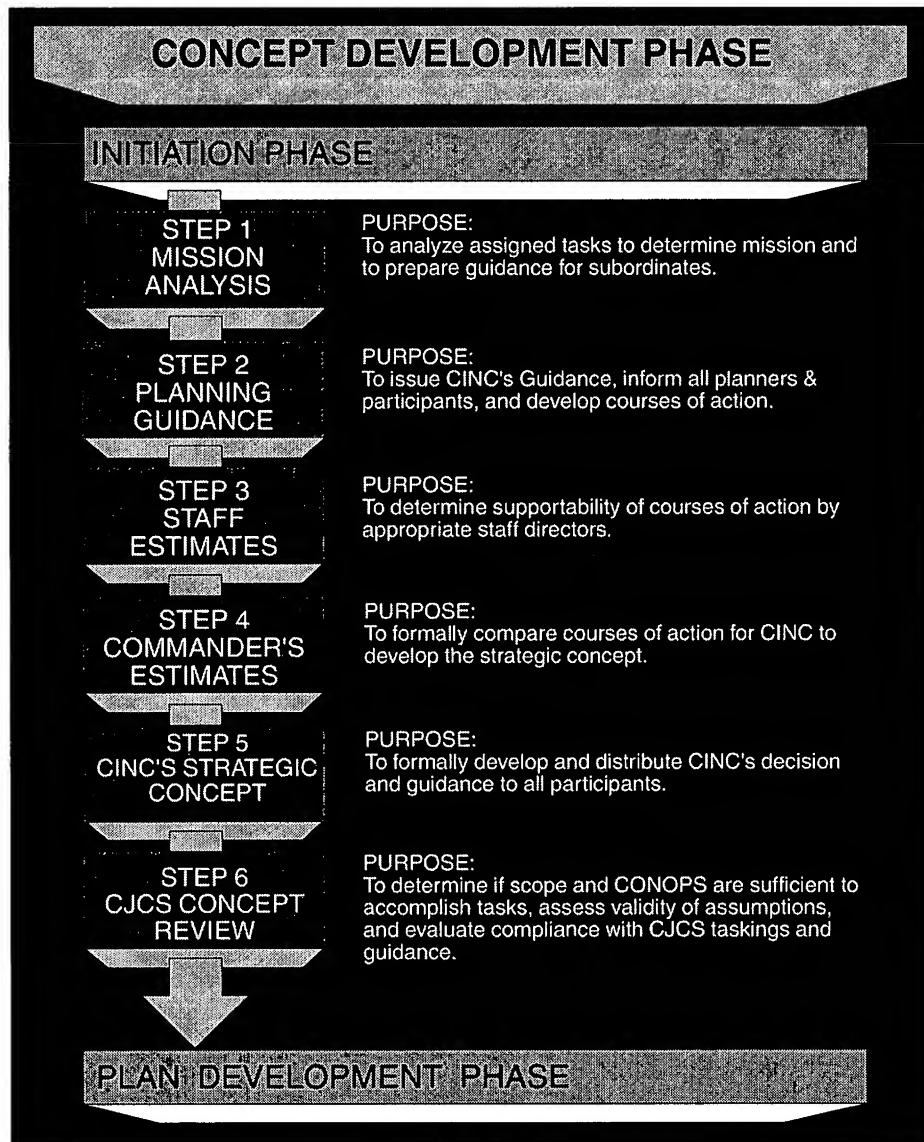 CONCEPT DEVELOPMENT PHASE
INITIATION PHASE
STEP 1
MISSION
ANALYSIS
PURPOSE:
To analyze assigned tasks to determine mission and
to prepare guidance for subordinates.
STEP 2
PLANNING
GUIDANCE
PURPOSE:
To issue CINC's Guidance, inform all planners &
participants, and develop courses of action.
STEP 3
STAFF
ESTIMATES
PURPOSE:
To determine supportability of courses of action by
appropriate staff directors.
STEP 4
COMMANDER'S
ESTIMATES
PURPOSE:
To formally compare courses of action for CINC to
develop the strategic concept.
STEP 5
CINC'S STRATEGIC
CONCEPT
PURPOSE:
To formally develop and distribute CINC's decision
and guidance to all participants.
STEP 6
CJCS CONCEPT
REVIEW
PURPOSE:
To determine if scope and CONOPS are sufficient to
accomplish tasks, assess validity of assumptions,
and evaluate compliance with CJCS taskings and
guidance.
PLAN DEVELOPMENT PHASE